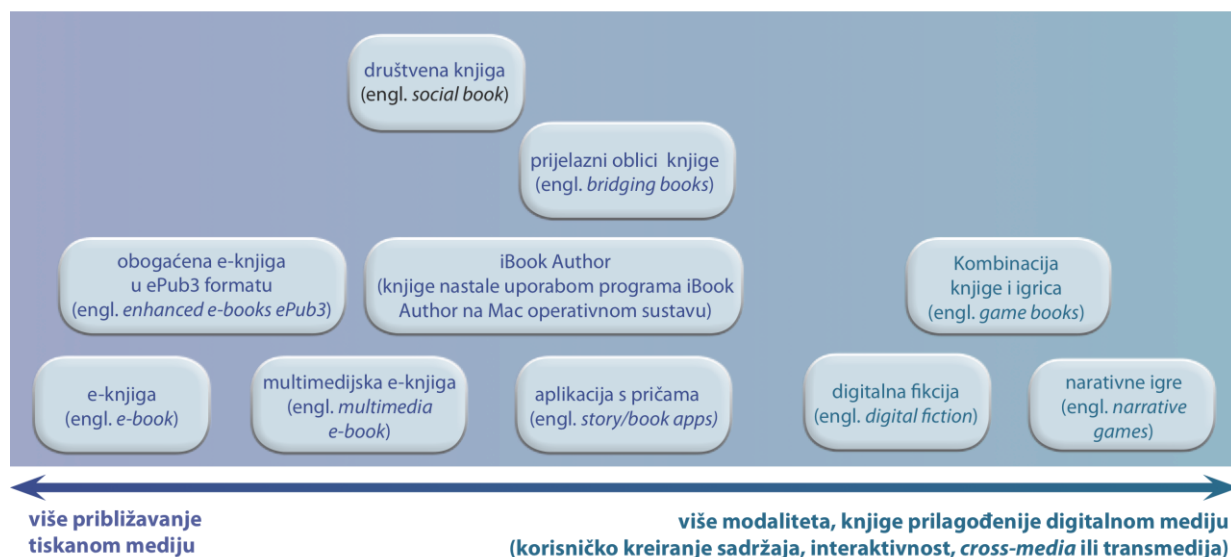 društvena knjiga
(engl. social book)
prijelazni oblici knjige
(engl. bridging books)
obogaćena e-knjiga
u ePub3 formatu
(engl. enhanced e-books ePub3)
iBook Author
(knjige nastale uporabom programa iBook
Author na Mac operativnom sustavu)
Kombinacija
knjige i igrica
(engl. game books)
e-knjiga
(engl. e-book)
multimedijska e-knjiga
(engl. multimedia
e-book)
aplikacija s pričama
(engl. story/book apps)
digitalna fikcija
(engl. digital fiction)
narativne igre
(engl. narrative
games)
više približavanje
tiskanom mediju
više modaliteta, knjige prilagođenije digitalnom mediju
(korisničko kreiranje sadržaja, interaktivnost, cross-media ili transmedija)